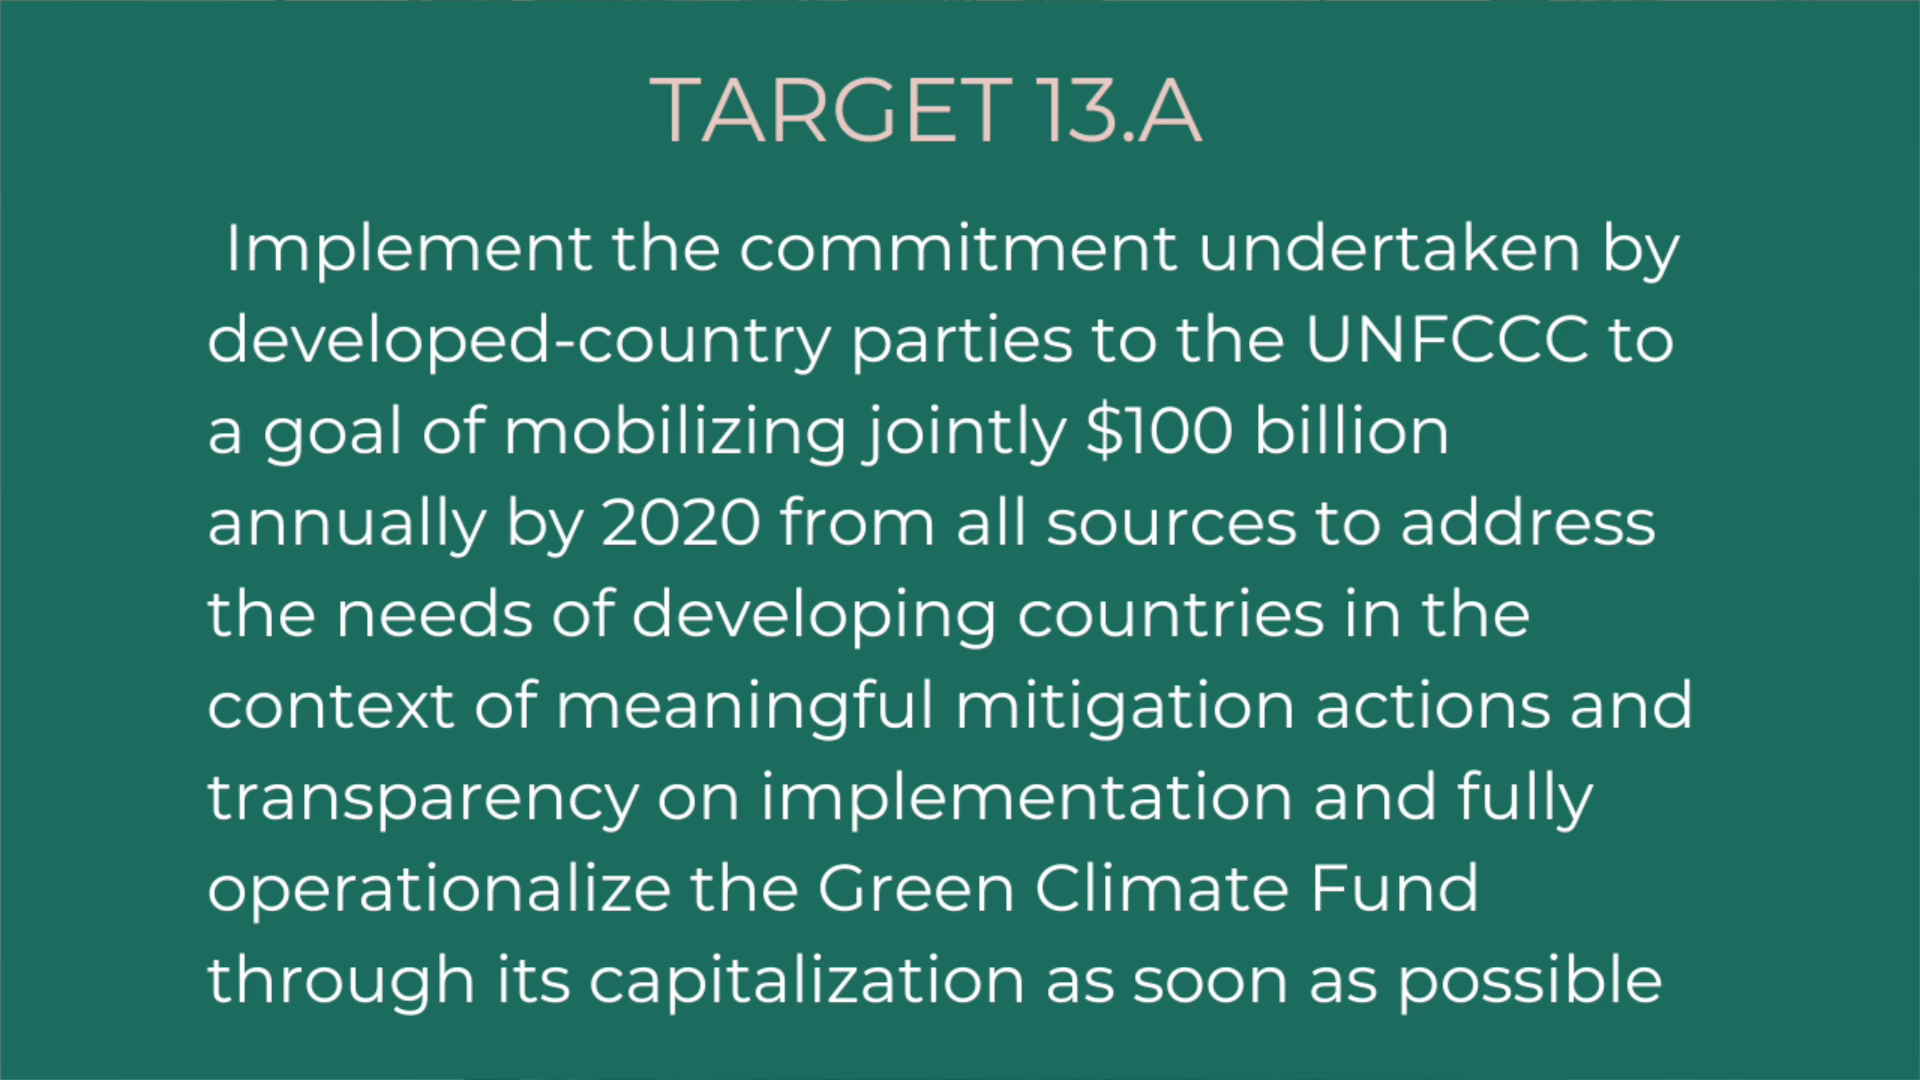 TARGET 13.A
Implement the commitment undertaken by
developed-country parties to the UNFCCC to
a goal of mobilizing jointly $100 billion
annually by 2020 from all sources to address
the needs of developing countries in the
context of meaningful mitigation actions and
transparency on implementation and fully
operationalize the Green Climate Fund
through its capitalization as soon as possible